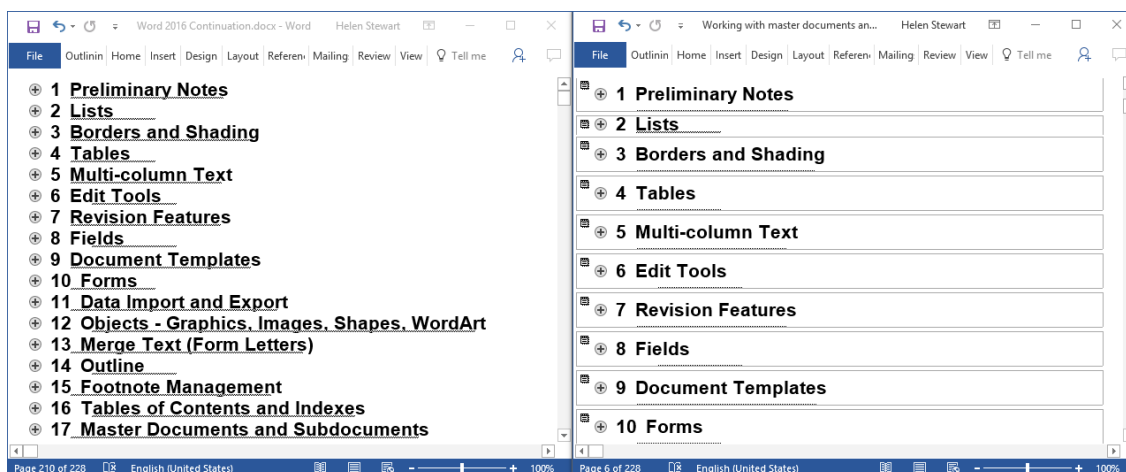 Word 2016 Continuation.docx - Word Helen Stewart
File Outlinin Home Insert Design Layout Referen Mailing Review View Tell me
1 Preliminary Notes
2 Lists
3 Borders and Shading
4 Tables
5 Multi-column Text
6 Edit Tools
7 Revision Features
8 Fields
9 Document Templates
10 Forms
11 Data Import and Export
12 Objects - Graphics, Images, Shapes, WordArt
13 Merge Text (Form Letters)
14 Outline
15 Footnote Management
16 Tables of Contents and Indexes
17 Master Documents and Subdocuments
Page 210 of 228 English (United States) 100%
Working with master documents an... Helen Stewart
File Outlinin Home Insert Design Layout Referen Mailing Review View Tell me
1 Preliminary Notes
2 Lists
3 Borders and Shading
4 Tables
5 Multi-column Text
6 Edit Tools
7 Revision Features
8 Fields
9 Document Templates
10 Forms
Page 6 of 228 English (United States) 100%